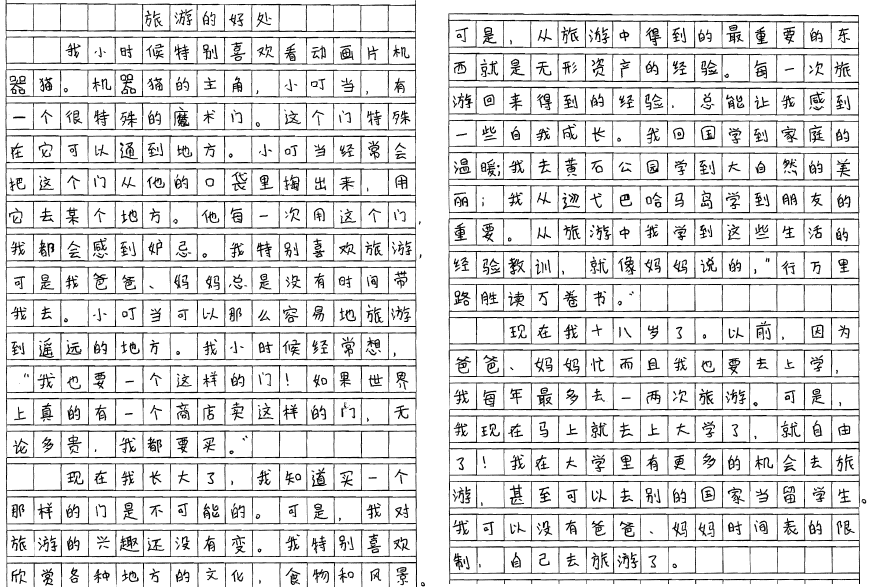 旅游的好处
我小时候特别喜欢看动画片机
器猫。机器猫的主角，小叮当，有
一个很特殊的魔术门。这个门特殊
在它可以通到地方。小叮当经常会
把这个门从他的口袋里掏出来，用
它去某个地方。他每一次用这个门，
我都会感到妒忌。我特别喜欢旅游，
可是我爸爸、妈妈总是没有时间带
我去。小叮当可以那么容易地旅游
到遥远的地方。我小时候经常想，
“我也要一个这样的门！如果世界
上真的有一个商店卖这样的门，无
论多贵，我都要买。”
现在我长大了，我知道买一个
那样的门是不可能的。可是，我对
旅游的兴趣还没有变。我特别喜欢
欣赏各种地方的文化，食物和风景。
可是，从旅游中得到的最重要的东
西就是无形资产的经验。每一次旅
游回来得到的经验，总能让我感到
一些自我成长。我回国学到家庭的
温暖；我去黄石公园学到大自然的美
丽；我从弋巴哈马岛学到朋友的
重要。从旅游中我学到这些生活的
经验教训，就像妈妈说的，“行万里
路胜读万卷书。”
现在我十八岁了。以前，因为
爸爸、妈妈忙而且我也要去上学，
我每年最多去一两次旅游。可是，
我现在马上就去上大学了，就自由
了！我在大学里有更多的机会去旅
游，甚至可以去别的国家当留学生。
我可以没有爸爸、妈妈时间表的限
制，自己去旅游了。